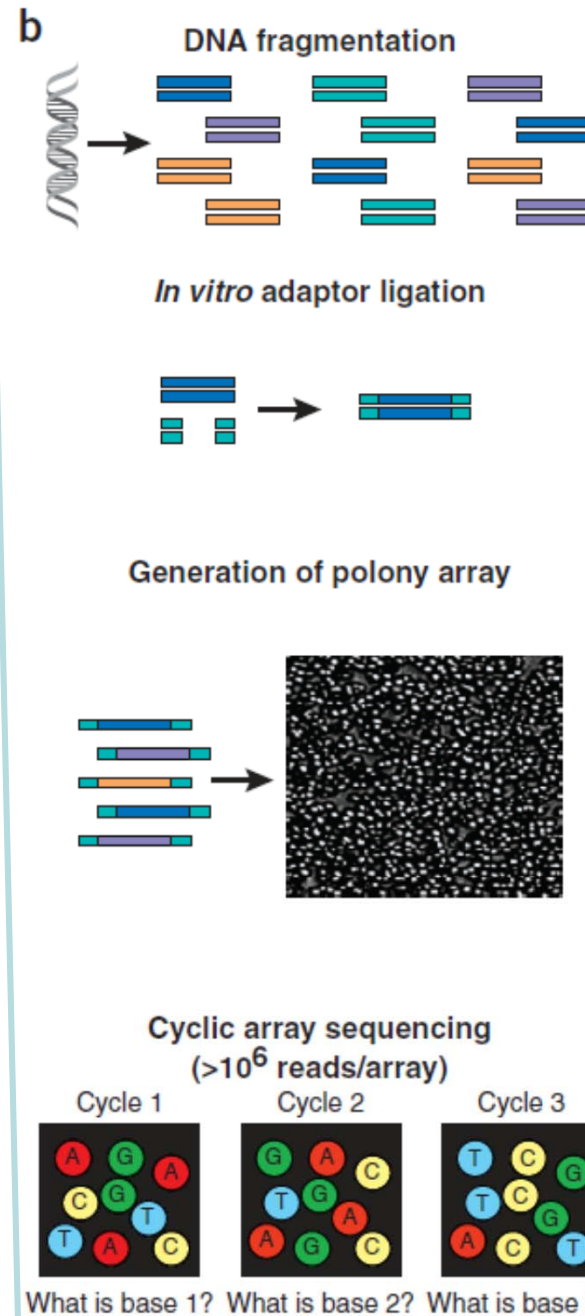 b
DNA fragmentation
In vitro adaptor ligation
Generation of polony array
Cyclic array sequencing
(>10⁶ reads/array)
Cycle 1 Cycle 2 Cycle 3
A G A G A C T C G
C G T T G A T C G
T A C A G C A C T
What is base 1? What is base 2? What is base